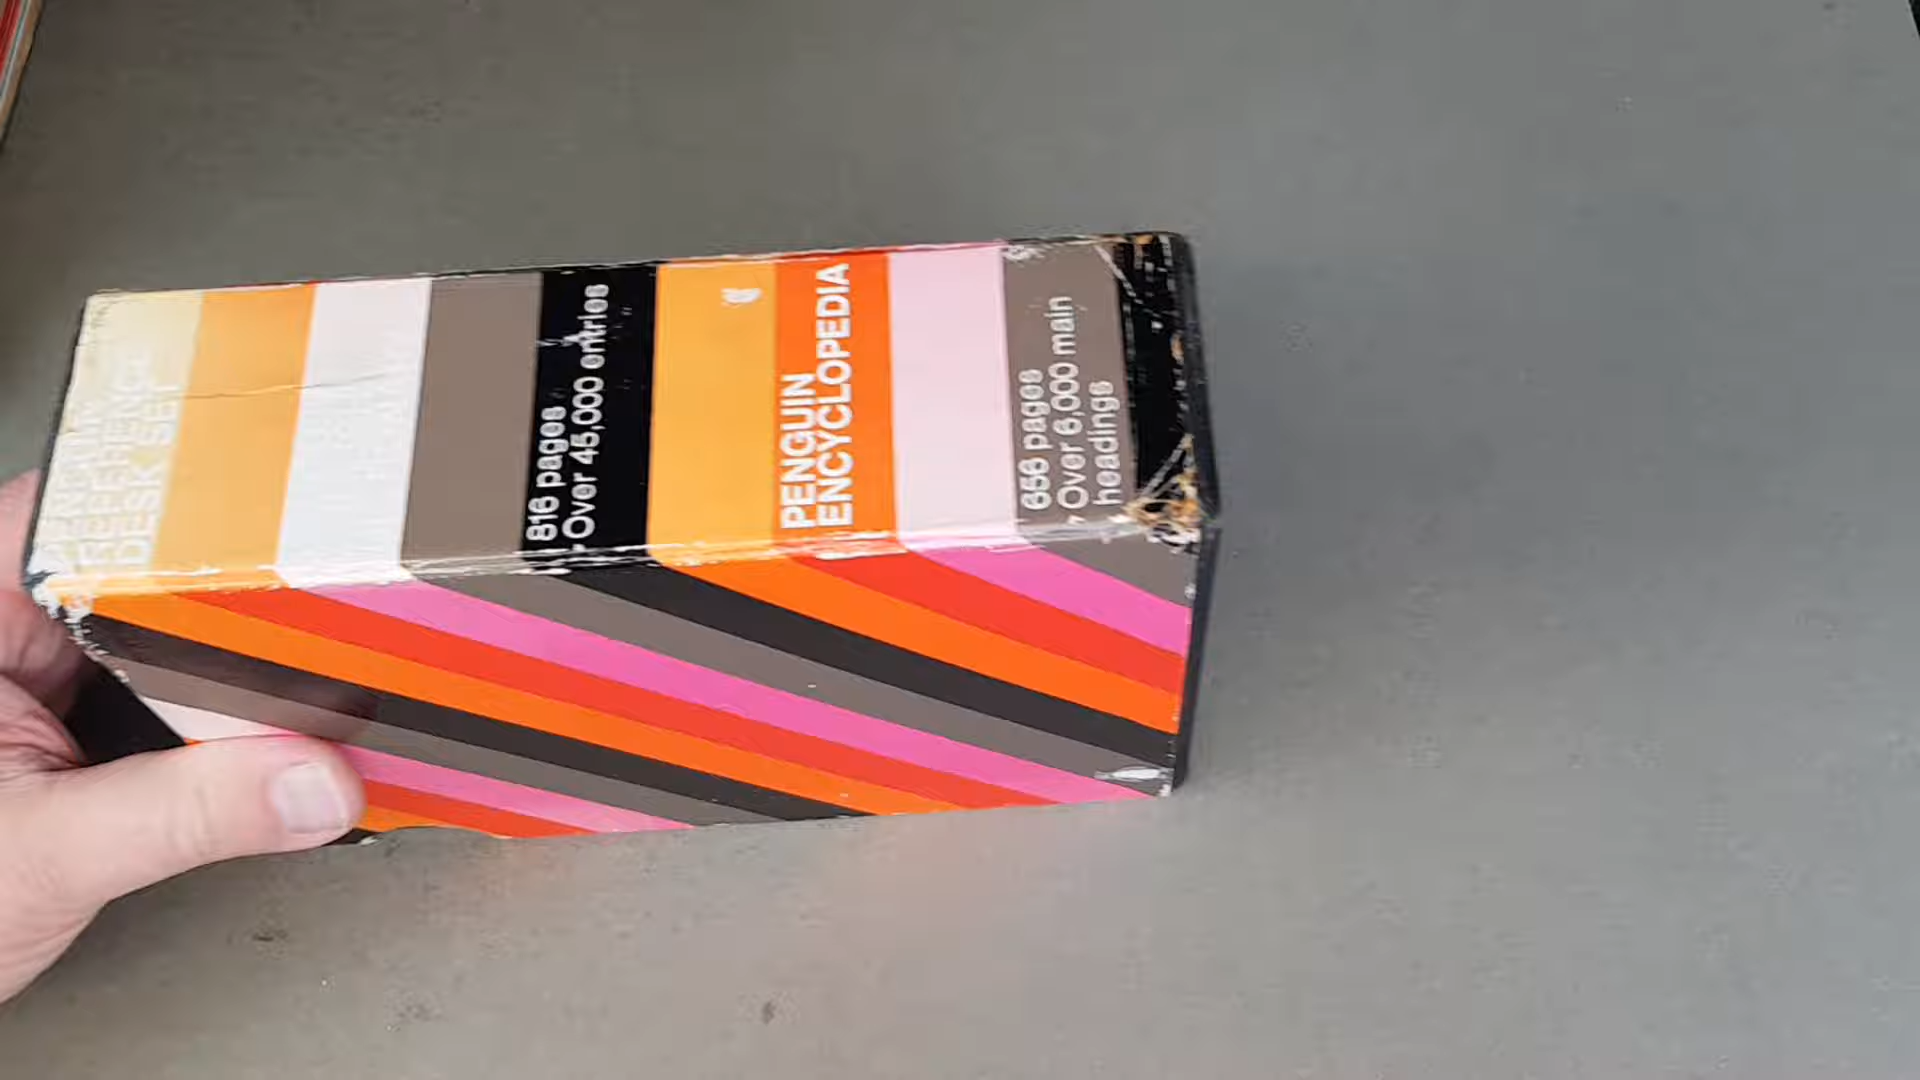 PENGUIN
REFERENCE
DESK SET
816 pages
Over 45,000 entries
PENGUIN
ENCYCLOPEDIA
656 pages
Over 6,000 main
headings